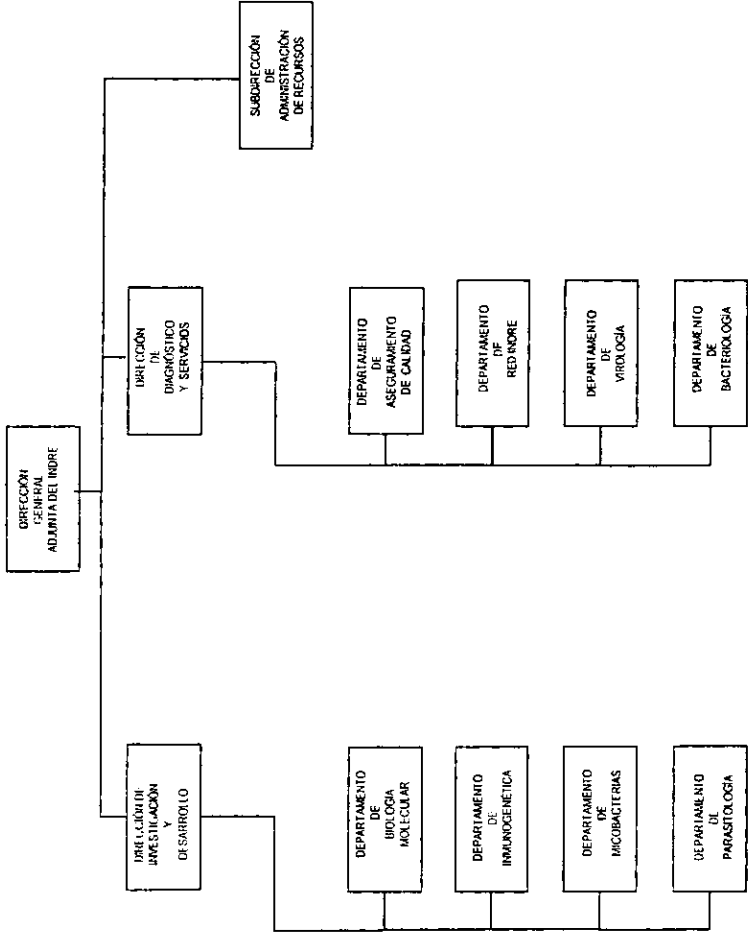 DIRECCIÓN
GENERAL
ADJUNTA DEL INDRE
DIRECCIÓN DE
INVESTIGACIÓN
Y
DESARROLLO
DIRECCIÓN
DE
DIAGNÓSTICO
Y SERVICIOS
SUBDIRECCIÓN
DE
ADMINISTRACIÓN
DE RECURSOS
DEPARTAMENTO
DE
BIOLOGIA
MOLECULAR
DEPARTAMENTO
DE
INMUNOGENÉTICA
DEPARTAMENTO
DE
MICOBACTERIAS
DEPARTAMENTO
DE
PARASITOLOGÍA
DEPARTAMENTO
DE
ASEGURAMIENTO
DE CALIDAD
DEPARTAMENTO
DE
RED INDRE
DEPARTAMENTO
DE
VIROLOGÍA
DEPARTAMENTO
DE
BACTERIOLOGÍA